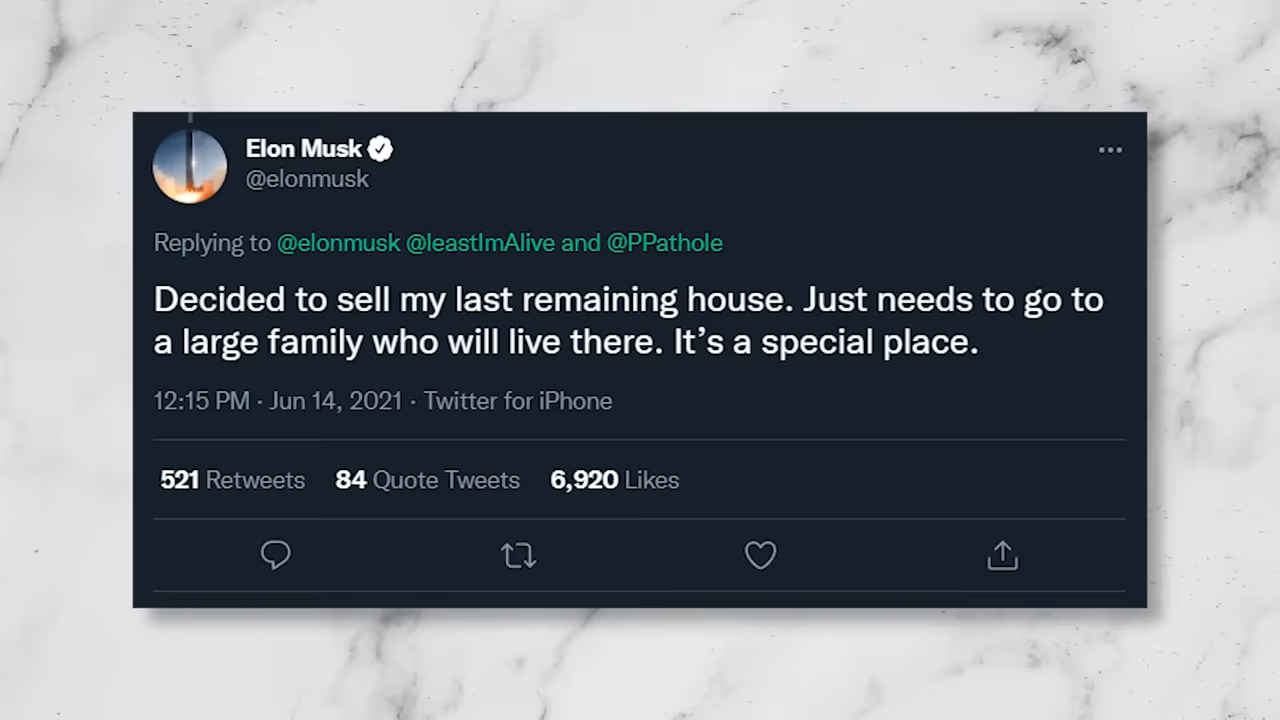 Elon Musk
@elonmusk
Replying to @elonmusk @leastImAlive and @PPathole
Decided to sell my last remaining house. Just needs to go to
a large family who will live there. It’s a special place.
12:15 PM · Jun 14, 2021 · Twitter for iPhone
521 Retweets 84 Quote Tweets 6,920 Likes